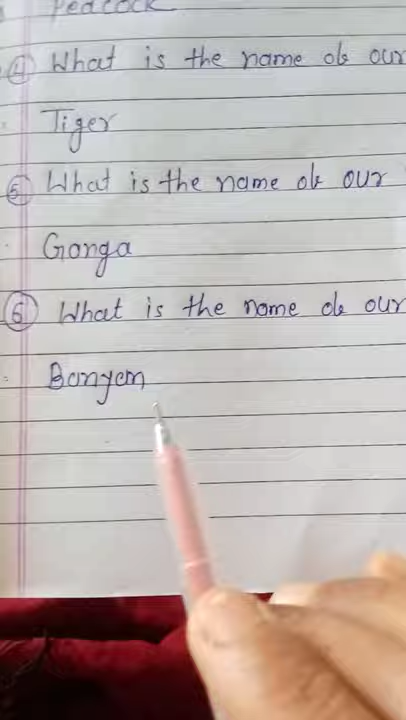 Peacock
④ What is the name of our
Tiger
⑤ What is the name of our
Ganga
⑥ What is the name of our
Banyan